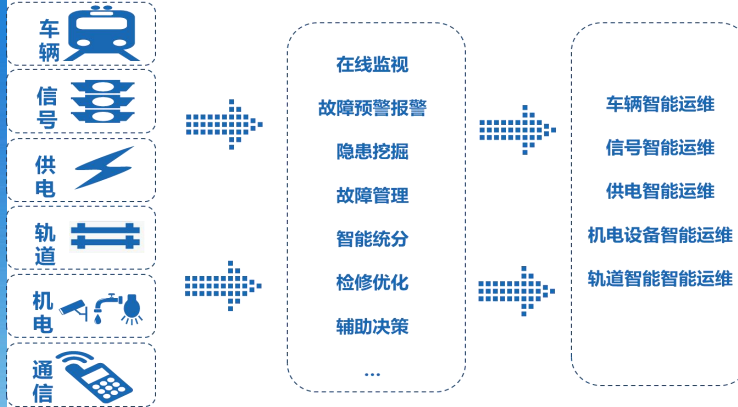 车辆
信号
供电
轨道
机电
通信
在线监视
故障预警报警
隐患挖掘
故障管理
智能统分
检修优化
辅助决策
...
车辆智能运维
信号智能运维
供电智能运维
机电设备智能运维
轨道智能智能运维